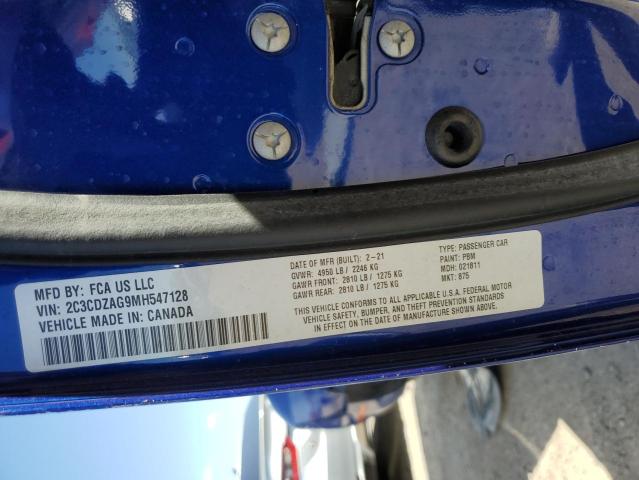 MFD BY: FCA US LLC
VIN: 2C3CDZAG9MH547128
VEHICLE MADE IN: CANADA
DATE OF MFR (BUILT): 2-21
GVWR: 4950 LB / 2246 KG
GAWR FRONT: 2810 LB / 1275 KG
GAWR REAR: 2810 LB / 1275 KG
TYPE: PASSENGER CAR
PAINT: PBM
MDH: 021811
MKT: 875
THIS VEHICLE CONFORMS TO ALL APPLICABLE U.S.A. FEDERAL MOTOR
VEHICLE SAFETY, BUMPER, AND THEFT PREVENTION STANDARDS
IN EFFECT ON THE DATE OF MANUFACTURE SHOWN ABOVE.